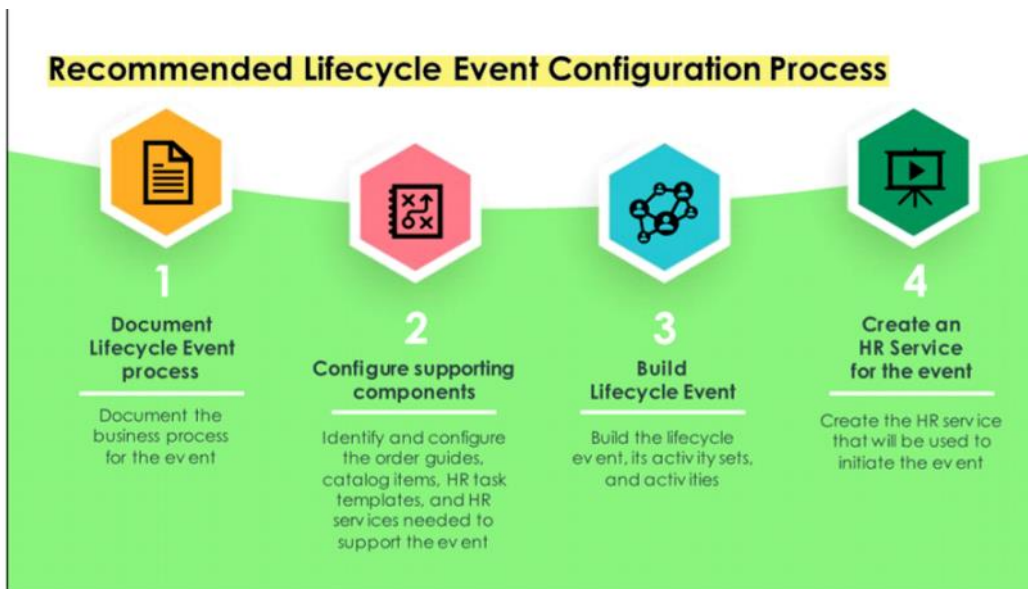 Recommended Lifecycle Event Configuration Process
1
Document
Lifecycle Event
process
Document the
business process
for the event
2
Configure supporting
components
Identify and configure
the order guides,
catalog items, HR task
templates, and HR
services needed to
support the event
3
Build
Lifecycle Event
Build the lifecycle
event, its activity sets,
and activities
4
Create an
HR Service
for the event
Create the HR service
that will be used to
initiate the event